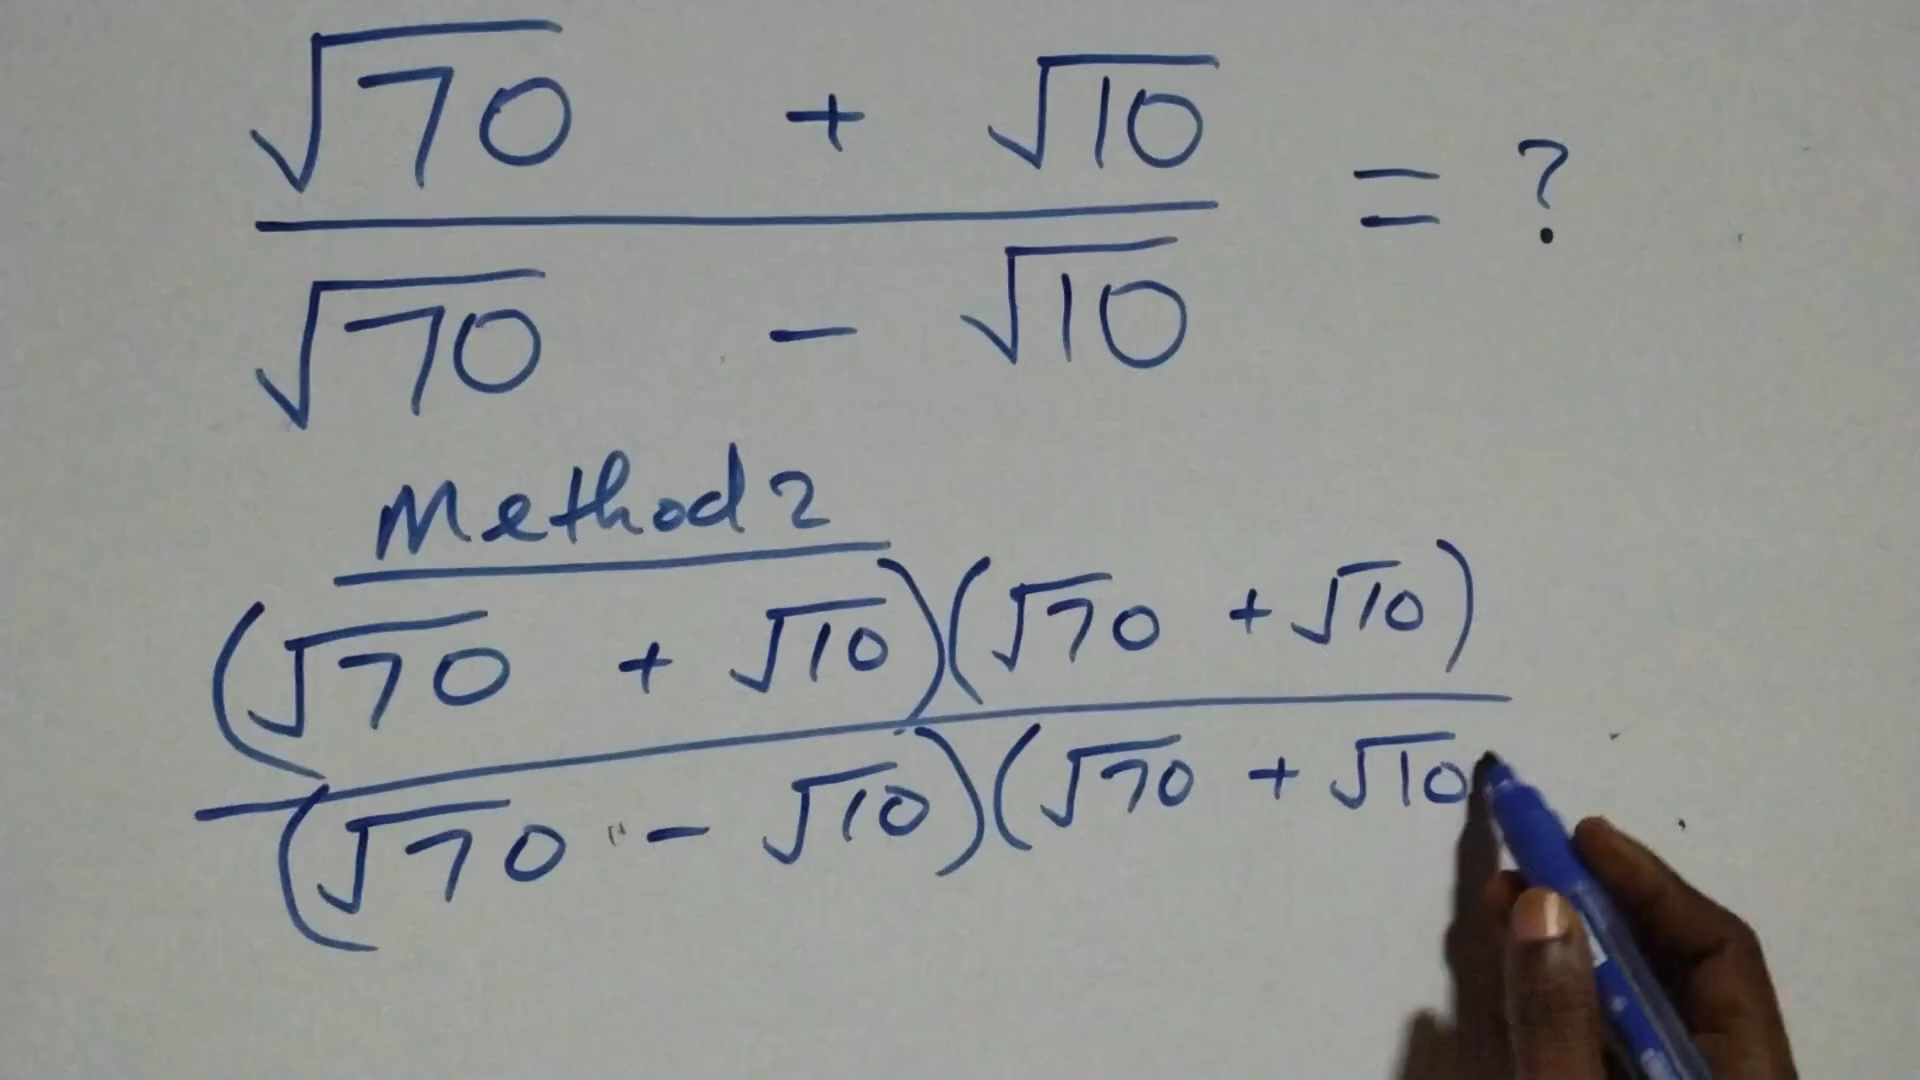 √70 + √10
= ?
√70 - √10
Method 2
(√70 + √10)(√70 + √10)
(√70 - √10)(√70 + √10